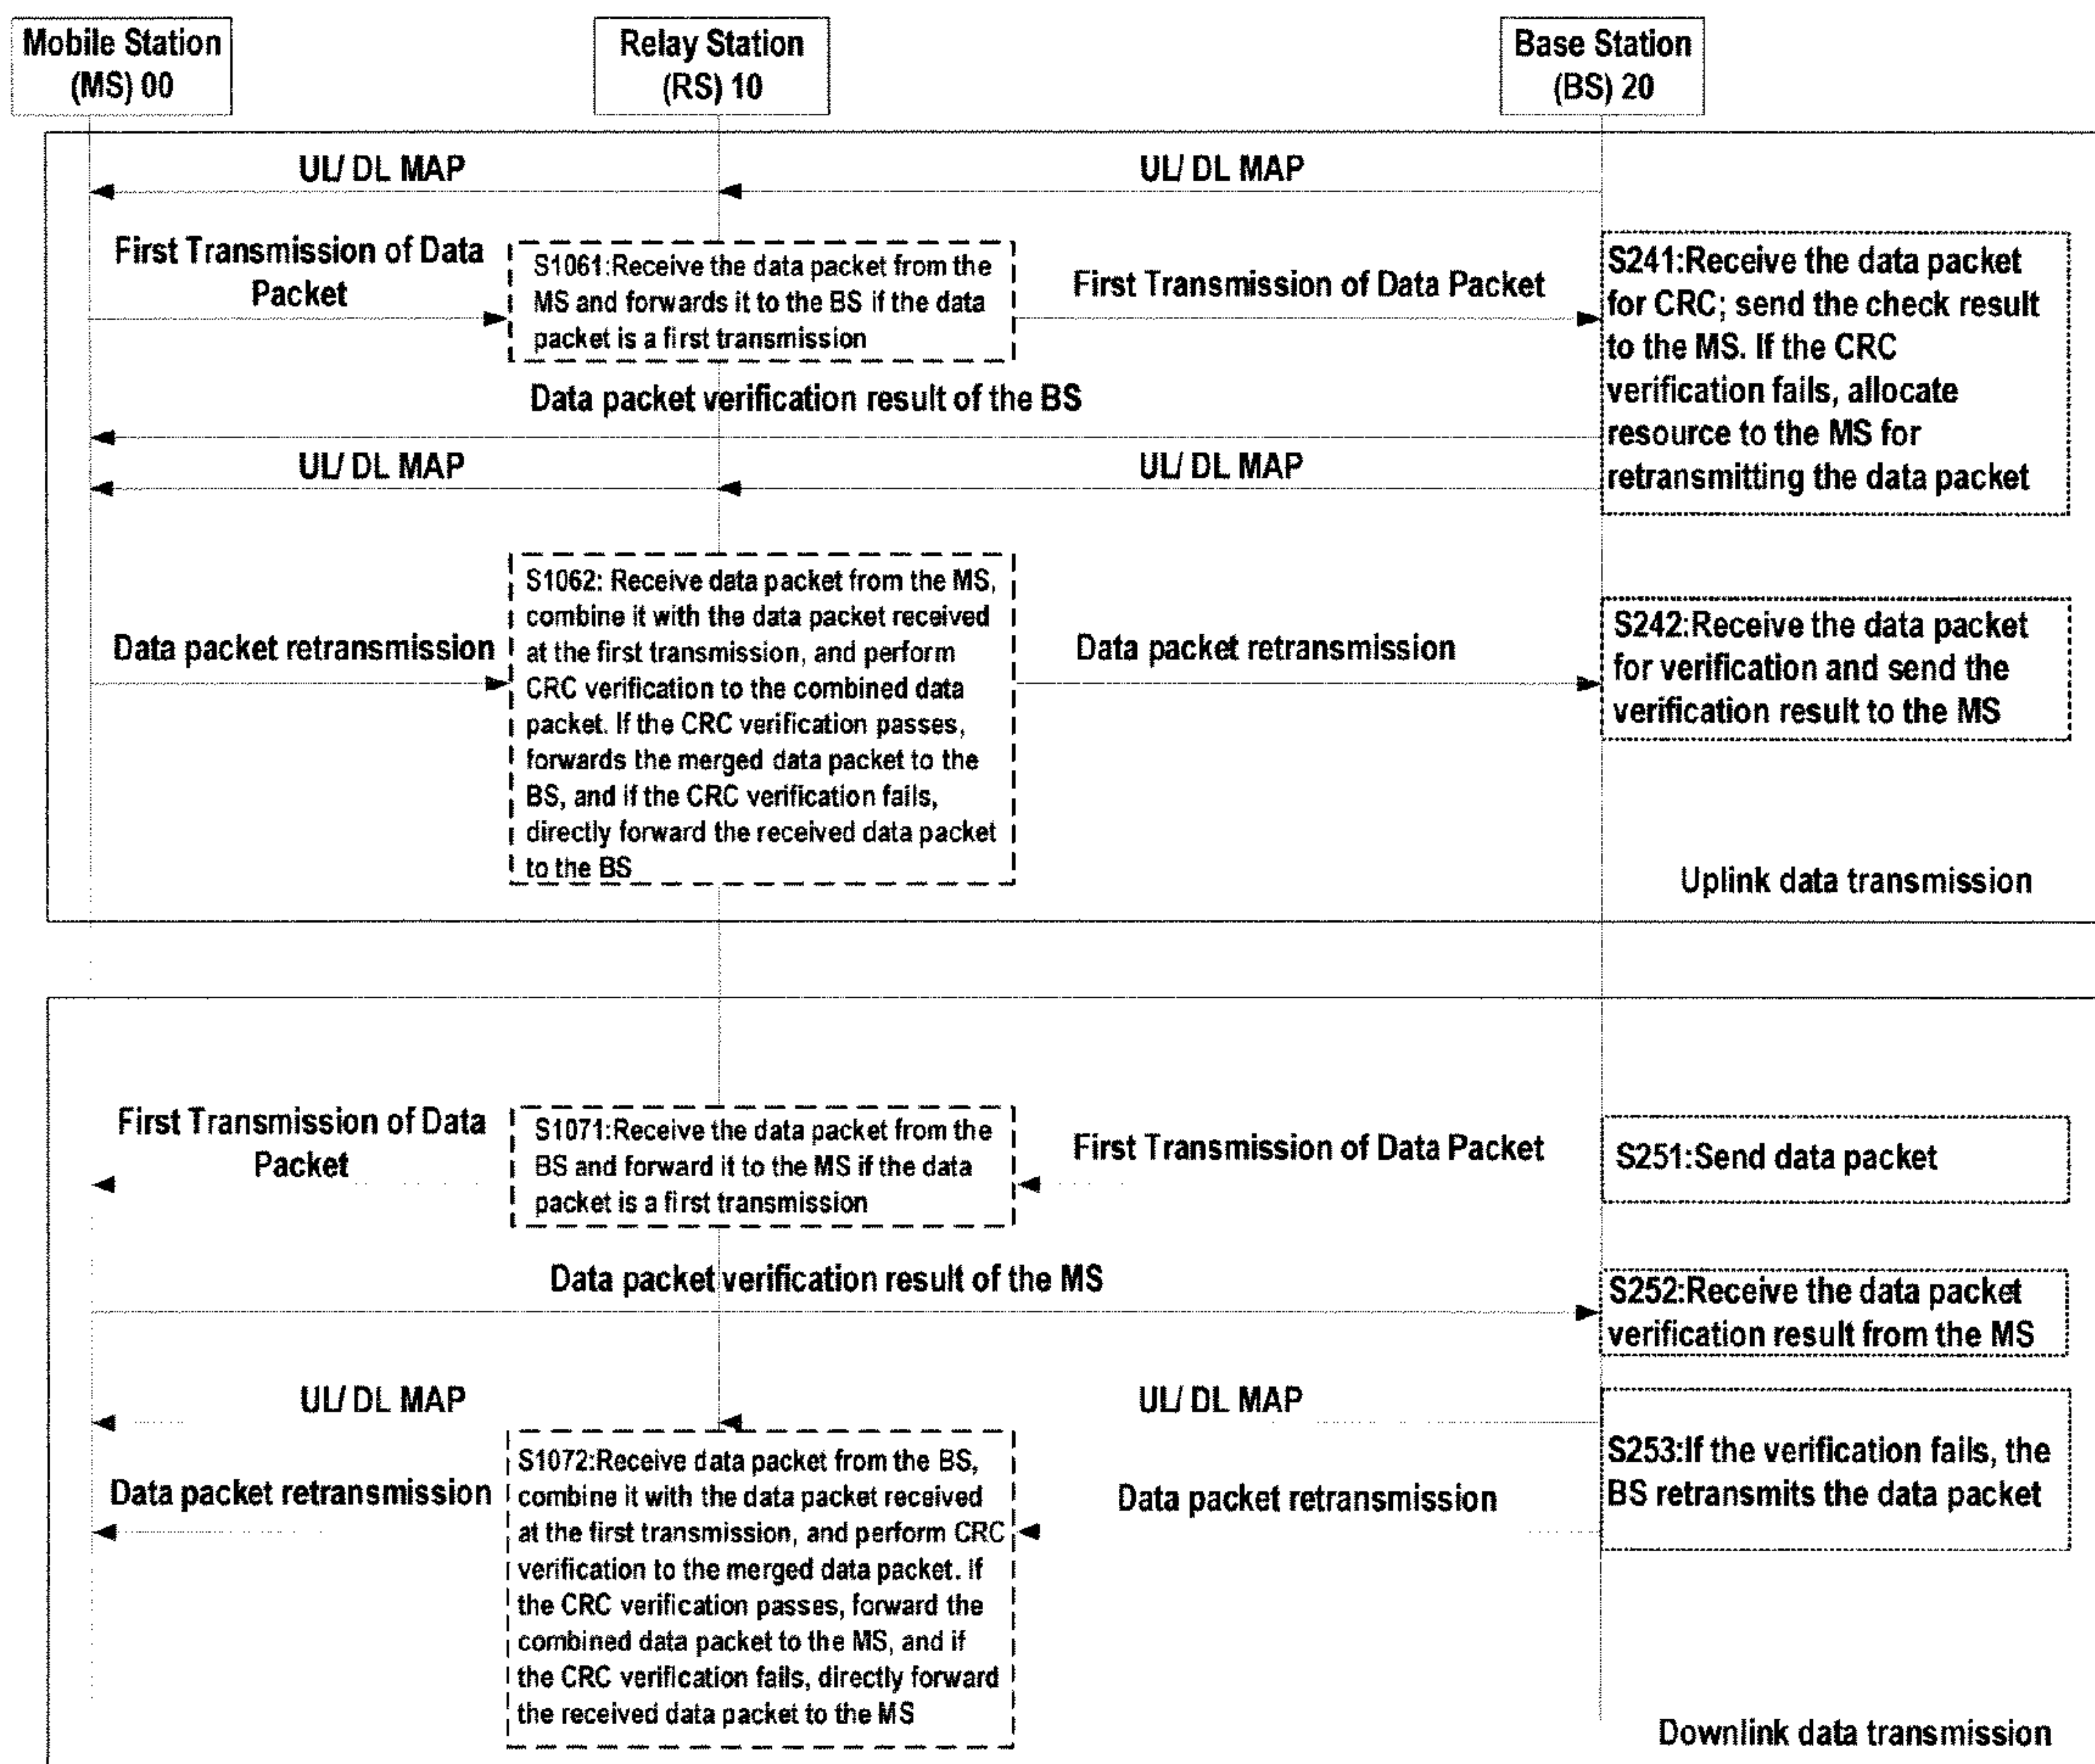 Mobile Station
(MS) 00
Relay Station
(RS) 10
Base Station
(BS) 20
UL/ DL MAP
UL/ DL MAP
First Transmission of Data
Packet
S1061:Receive the data packet from the
MS and forwards it to the BS if the data
packet is a first transmission
First Transmission of Data Packet
S241:Receive the data packet
for CRC; send the check result
to the MS. If the CRC
verification fails, allocate
resource to the MS for
retransmitting the data packet
Data packet verification result of the BS
UL/ DL MAP
UL/ DL MAP
Data packet retransmission
S1062: Receive data packet from the MS,
combine it with the data packet received
at the first transmission, and perform
CRC verification to the combined data
packet. If the CRC verification passes,
forwards the merged data packet to the
BS, and if the CRC verification fails,
directly forward the received data packet
to the BS
Data packet retransmission
S242:Receive the data packet
for verification and send the
verification result to the MS
Uplink data transmission
First Transmission of Data
Packet
S1071:Receive the data packet from the
BS and forward it to the MS if the data
packet is a first transmission
First Transmission of Data Packet
S251:Send data packet
Data packet verification result of the MS
S252:Receive the data packet
verification result from the MS
UL/ DL MAP
UL/ DL MAP
Data packet retransmission
S1072:Receive data packet from the BS,
combine it with the data packet received
at the first transmission, and perform CRC
verification to the merged data packet. If
the CRC verification passes, forward the
combined data packet to the MS, and if
the CRC verification fails, directly forward
the received data packet to the MS
Data packet retransmission
S253:If the verification fails, the
BS retransmits the data packet
Downlink data transmission